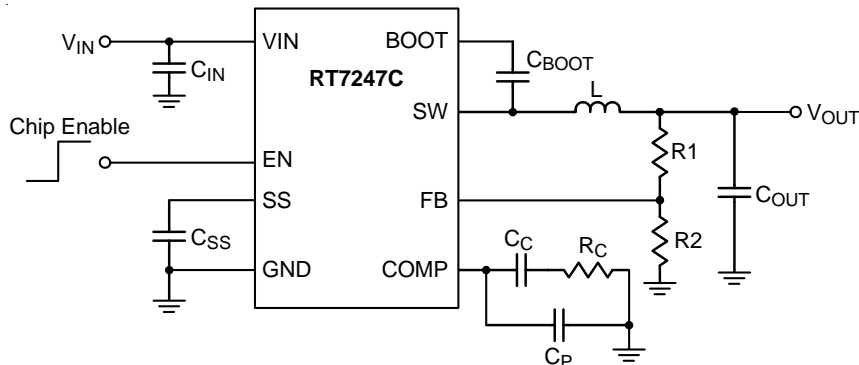 VIN
VIN
BOOT
CIN
CBOOT
RT7247C
SW
L
VOUT
Chip Enable
EN
R1
SS
FB
COUT
CSS
CC
RC
R2
GND
COMP
CP